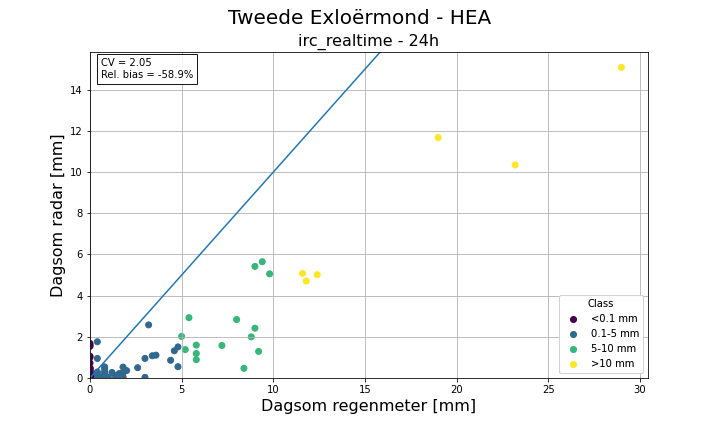 Tweede Exloërmond - HEA
irc_realtime - 24h
CV = 2.05
Rel. bias = -58.9%
Dagsom radar [mm]
14
12
10
8
6
4
2
0
0 5 10 15 20 25 30
Dagsom regenmeter [mm]
Class
<0.1 mm
0.1-5 mm
5-10 mm
>10 mm